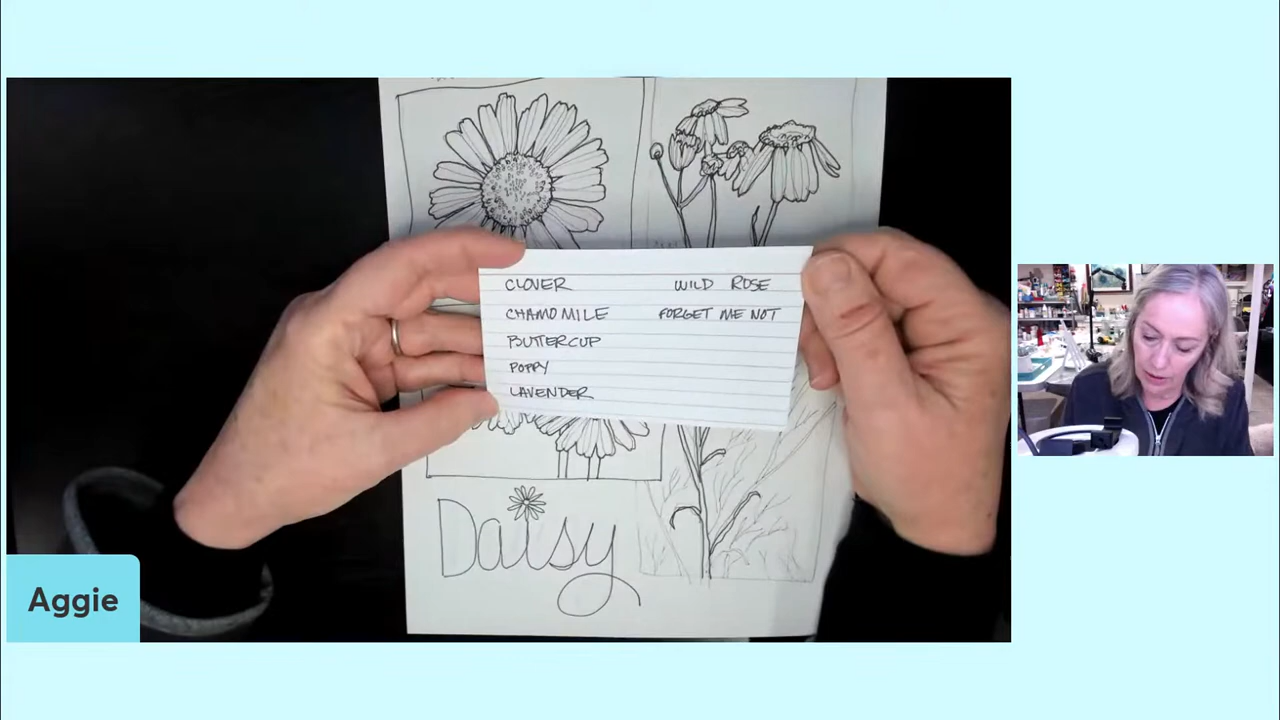 CLOVER
CHAMOMILE
BUTTERCUP
POPPY
LAVENDER
WILD ROSE
FORGET ME NOT
Daisy
Aggie